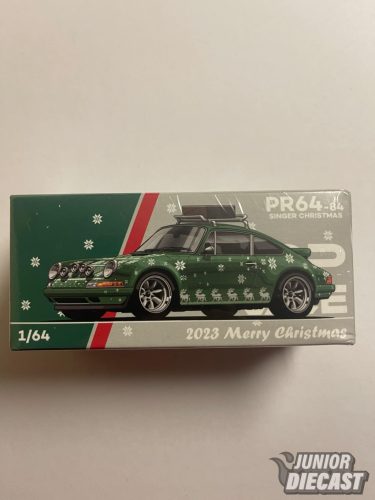 PR64-84
SINGER CHRISTMAS
1/64
2023 Merry Christmas
JUNIOR
DIECAST